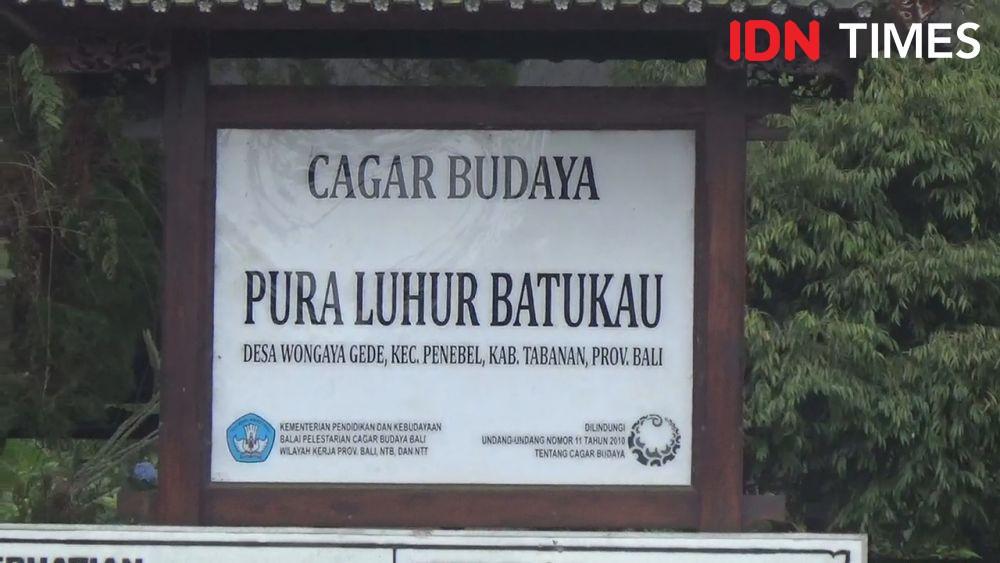 IDN TIMES
CAGAR BUDAYA
PURA LUHUR BATUKAU
DESA WONGAYA GEDE, KEC. PENEBEL, KAB. TABANAN, PROV. BALI
KEMENTERIAN PENDIDIKAN DAN KEBUDAYAAN
BALAI PELESTARIAN CAGAR BUDAYA BALI
WILAYAH KERJA PROV. BALI, NTB, DAN NTT
DILINDUNGI
UNDANG-UNDANG NOMOR 11 TAHUN 2010
TENTANG CAGAR BUDAYA